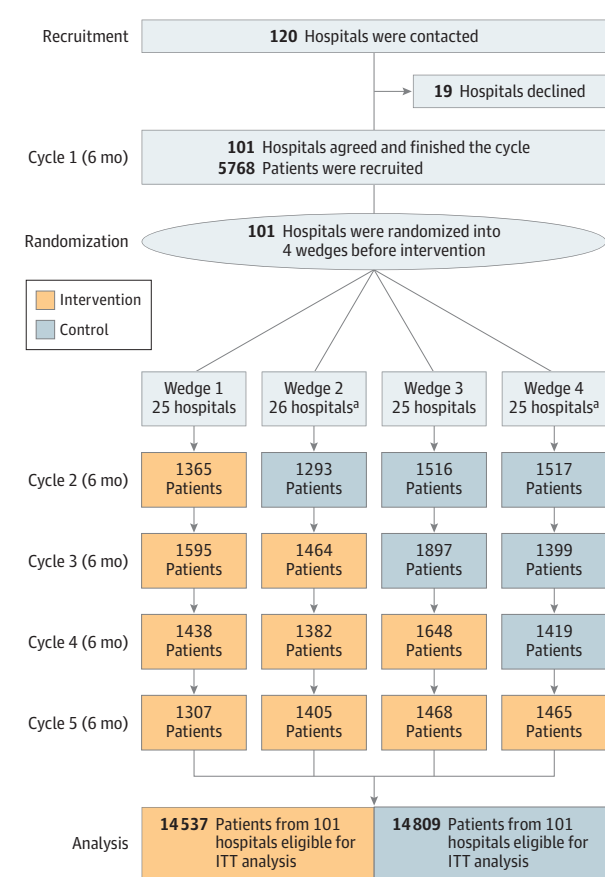 Recruitment
120 Hospitals were contacted
19 Hospitals declined
Cycle 1 (6 mo)
101 Hospitals agreed and finished the cycle
5768 Patients were recruited
Randomization
101 Hospitals were randomized into
4 wedges before intervention
Intervention
Control
Wedge 1
25 hospitals
Wedge 2
26 hospitalsᵃ
Wedge 3
25 hospitals
Wedge 4
25 hospitalsᵃ
Cycle 2 (6 mo)
1365
Patients
1293
Patients
1516
Patients
1517
Patients
Cycle 3 (6 mo)
1595
Patients
1464
Patients
1897
Patients
1399
Patients
Cycle 4 (6 mo)
1438
Patients
1382
Patients
1648
Patients
1419
Patients
Cycle 5 (6 mo)
1307
Patients
1405
Patients
1468
Patients
1465
Patients
Analysis
14 537 Patients from 101
hospitals eligible for
ITT analysis
14 809 Patients from 101
hospitals eligible for
ITT analysis